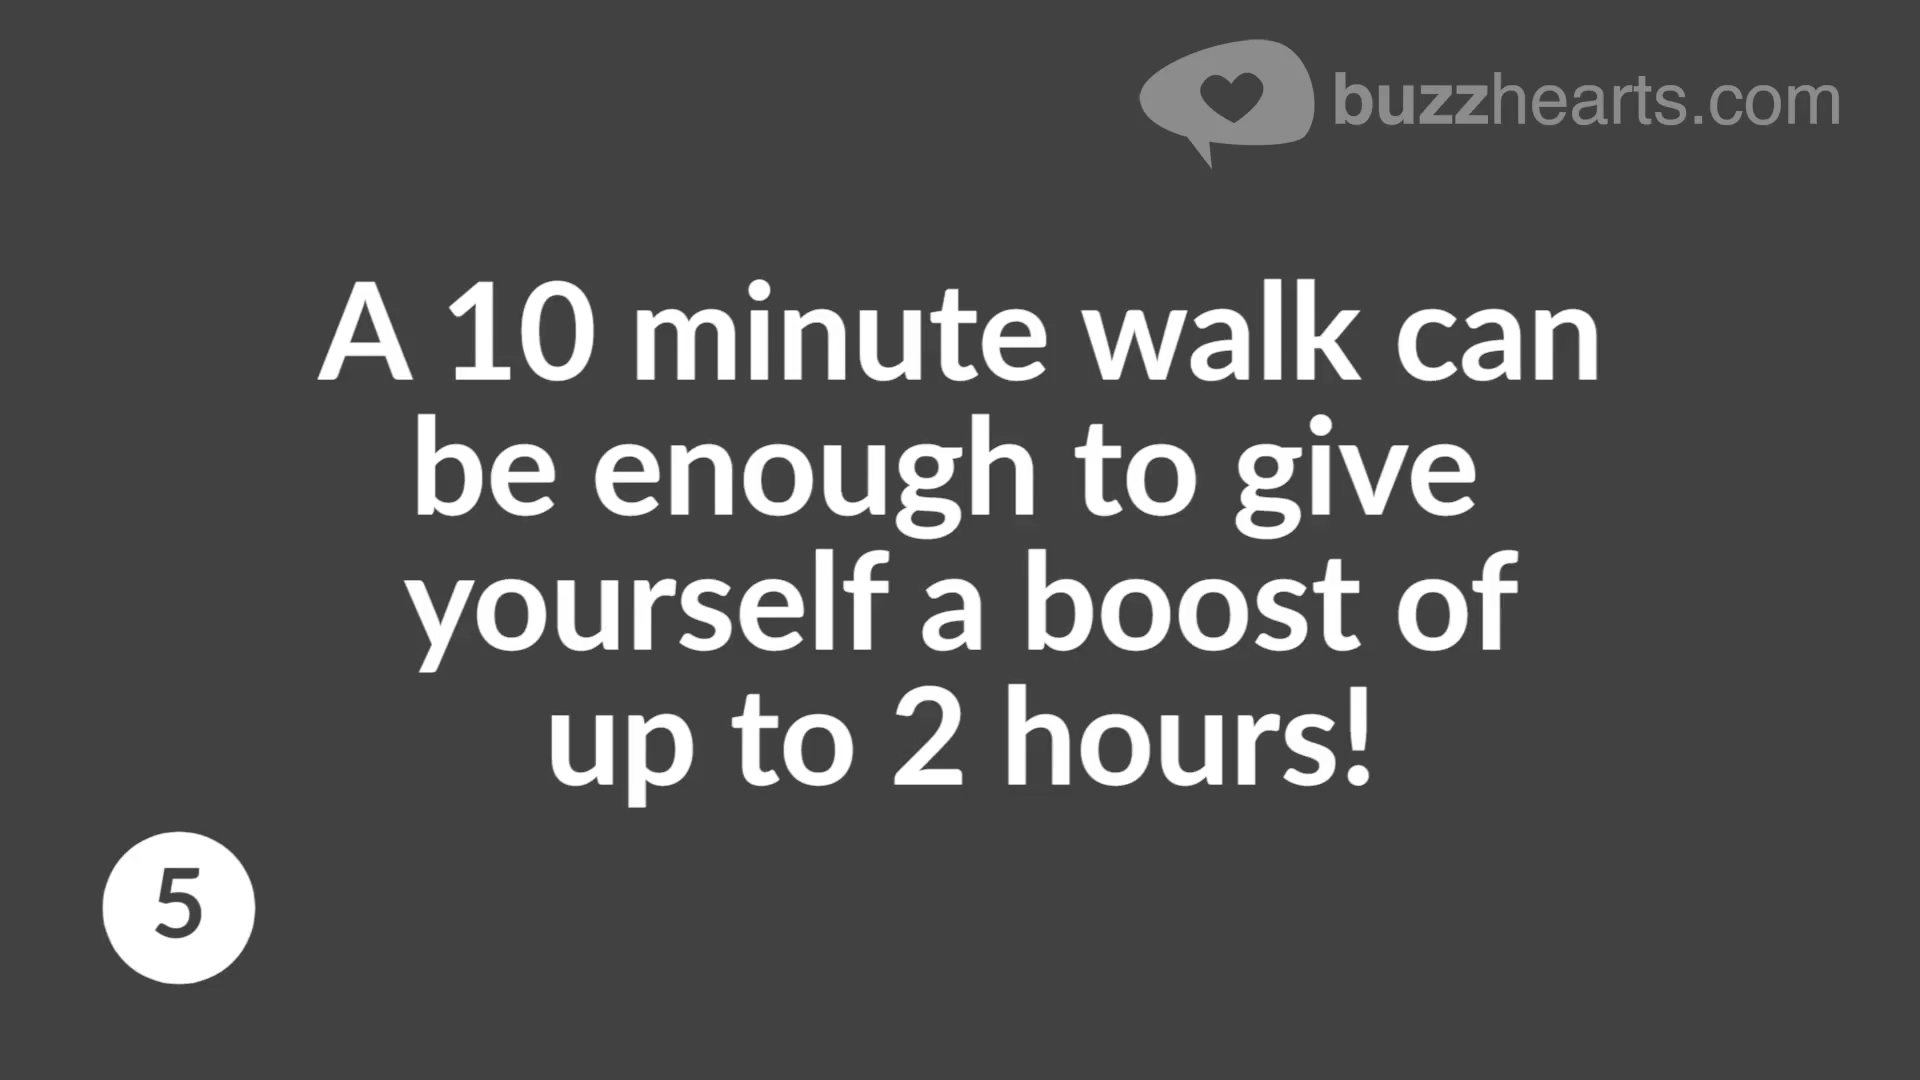 buzzhearts.com
A 10 minute walk can
be enough to give
yourself a boost of
up to 2 hours!
5